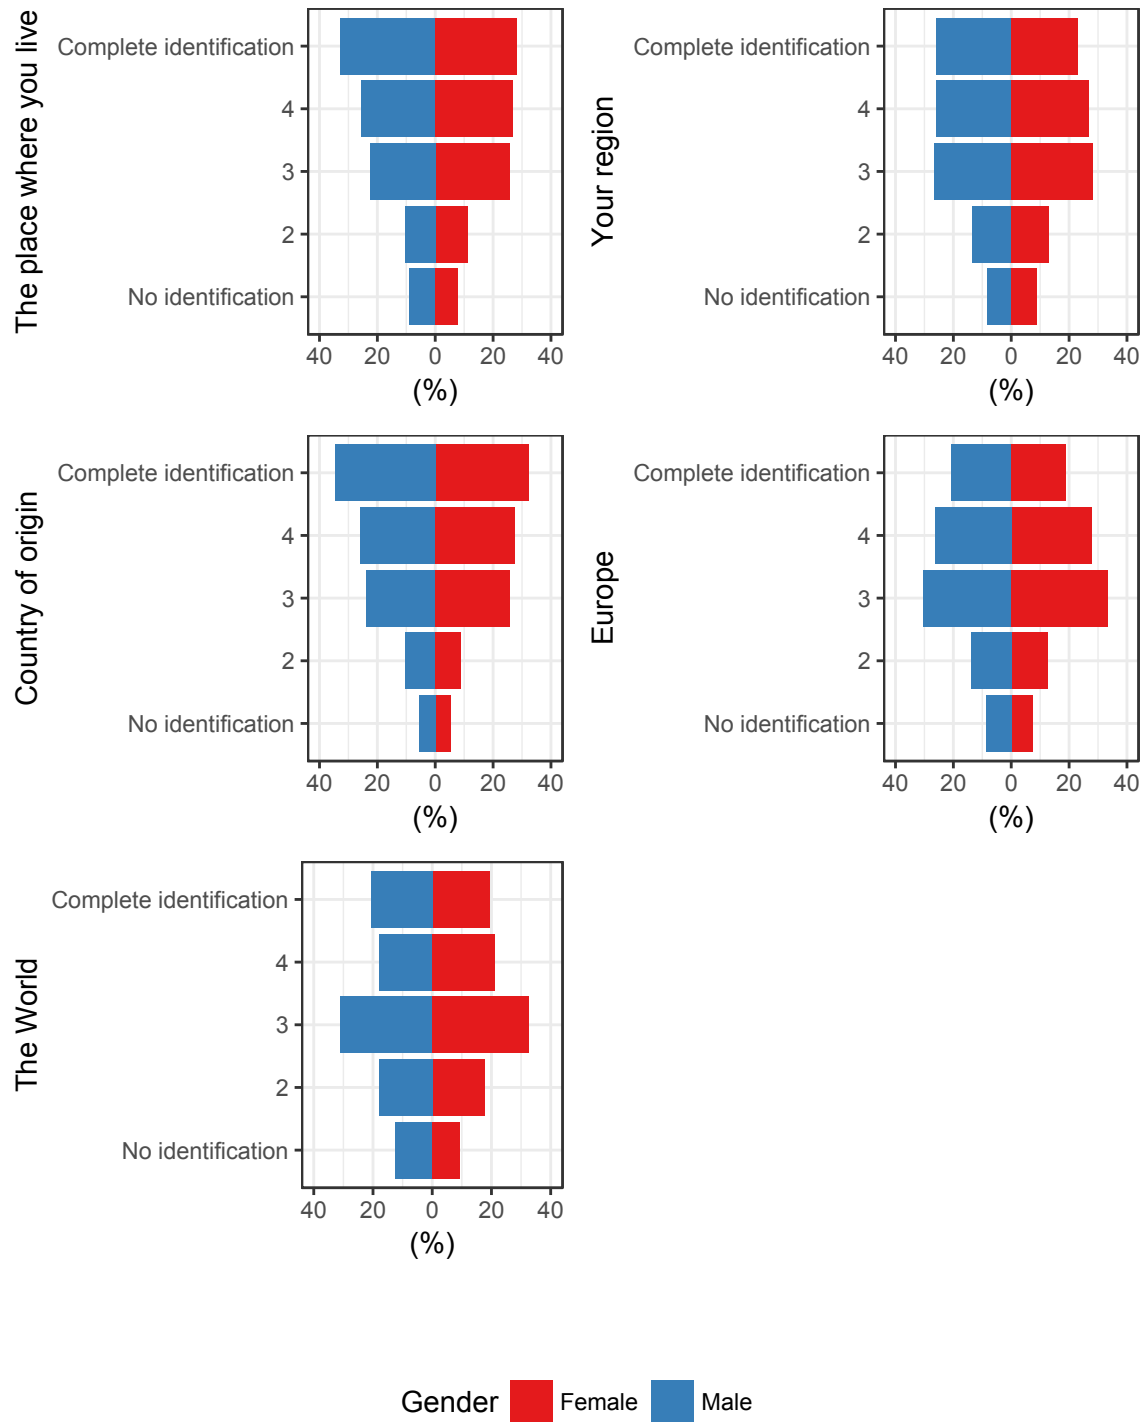 The place where you live
Complete identification
4
3
2
No identification
40 20 0 20 40
(%)
Your region
Complete identification
4
3
2
No identification
40 20 0 20 40
(%)
Country of origin
Complete identification
4
3
2
No identification
40 20 0 20 40
(%)
Europe
Complete identification
4
3
2
No identification
40 20 0 20 40
(%)
The World
Complete identification
4
3
2
No identification
40 20 0 20 40
(%)
Gender Female Male